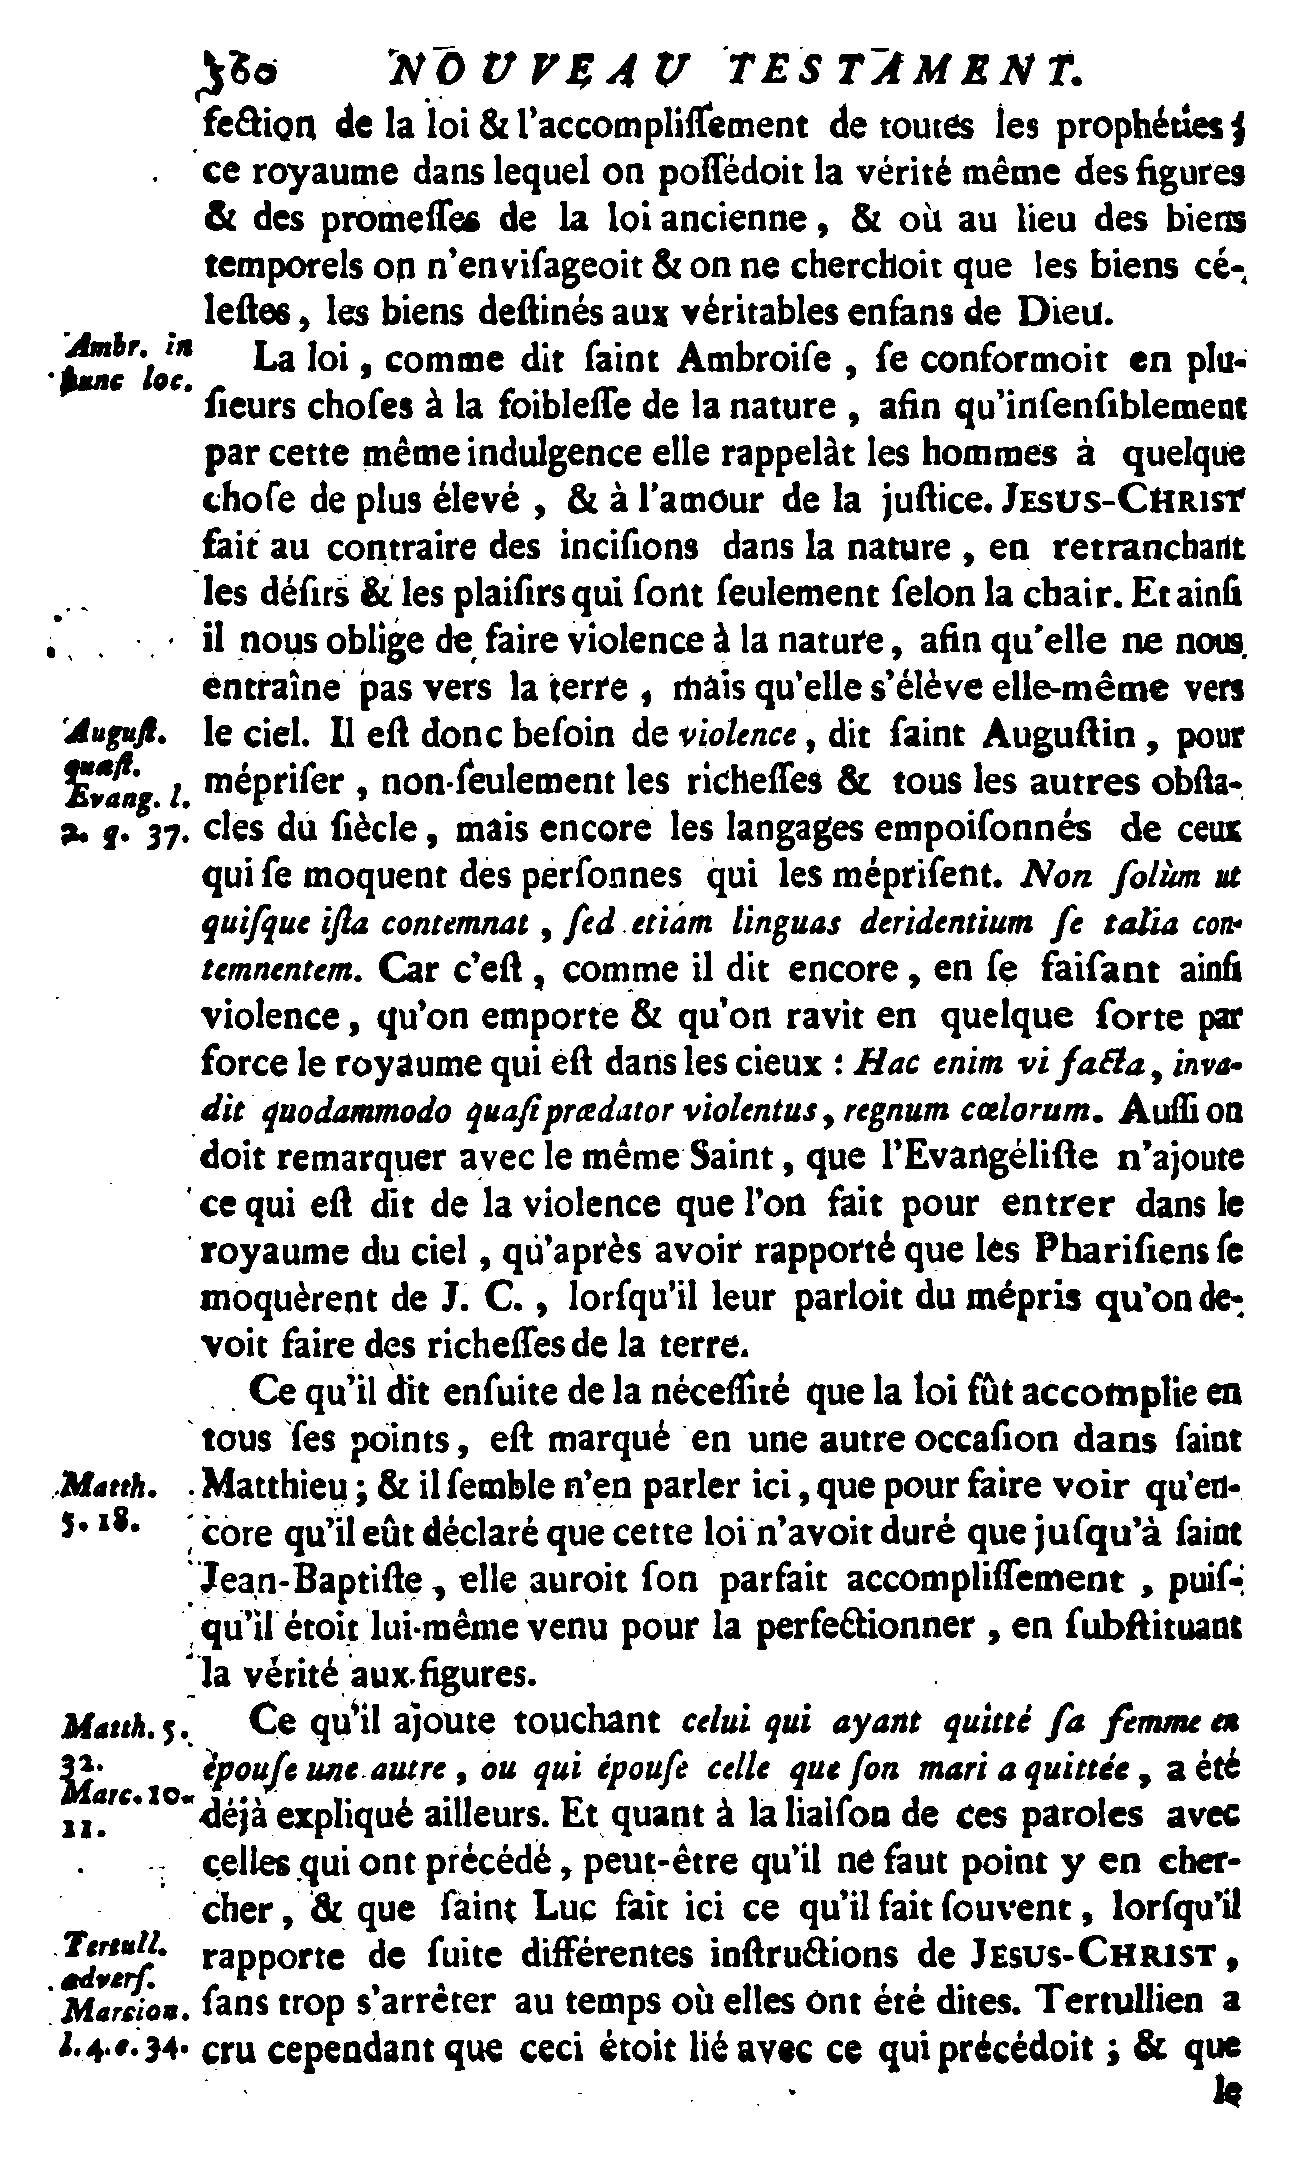 380 NOUVEAU TESTAMENT.
fection de la loi & l'accompliſſement de toutes les prophéties ;
ce royaume dans lequel on poſſédoit la vérité même des figures
& des promeſſes de la loi ancienne, & où au lieu des biens
temporels on n'enviſageoit & on ne cherchoit que les biens cé-
leſtes, les biens deſtinés aux véritables enfans de Dieu.
Ambr. in
hunc loc.
La loi, comme dit ſaint Ambroiſe, ſe conformoit en plu-
ſieurs choſes à la foibleſſe de la nature, afin qu'inſenſiblement
par cette même indulgence elle rappelât les hommes à quelque
choſe de plus élevé, & à l'amour de la juſtice. JESUS-CHRIST
fait au contraire des inciſions dans la nature, en retranchant
les déſirs & les plaiſirs qui ſont ſeulement ſelon la chair. Et ainſi
il nous oblige de faire violence à la nature, afin qu'elle ne nous
entraîne pas vers la terre, mais qu'elle s'élève elle-même vers
Auguſt.
quæſt.
Evang. l.
2. q. 37.
le ciel. Il eſt donc beſoin de violence, dit ſaint Auguſtin, pour
mépriſer, non-ſeulement les richeſſes & tous les autres obſta-
cles du ſiècle, mais encore les langages empoiſonnés de ceux
qui ſe moquent des perſonnes qui les mépriſent. Non ſolùm ut
quiſque iſta contemnat, ſed etiam linguas deridentium ſe talia con-
temnentem. Car c'eſt, comme il dit encore, en ſe faiſant ainſi
violence, qu'on emporte & qu'on ravit en quelque ſorte par
force le royaume qui eſt dans les cieux : Hac enim vi facta, inva-
dit quodammodo quaſi prædator violentus, regnum cœlorum. Auſſi on
doit remarquer avec le même Saint, que l'Evangéliſte n'ajoute
ce qui eſt dit de la violence que l'on fait pour entrer dans le
royaume du ciel, qu'après avoir rapporté que les Phariſiens ſe
moquèrent de J. C., lorſqu'il leur parloit du mépris qu'on de-
voit faire des richeſſes de la terre.
Ce qu'il dit enſuite de la néceſſité que la loi fût accomplie en
tous ſes points, eſt marqué en une autre occaſion dans ſaint
Matth.
5. 18.
Matthieu ; & il ſemble n'en parler ici, que pour faire voir qu'en-
core qu'il eût déclaré que cette loi n'avoit duré que juſqu'à ſaint
Jean-Baptiſte, elle auroit ſon parfait accompliſſement, puiſ-
qu'il étoit lui-même venu pour la perfectionner, en ſubſtituant
la vérité aux figures.
Matth. 5.
32.
Marc. 10.
11.
Ce qu'il ajoute touchant celui qui ayant quitté ſa femme en
épouſe une autre, ou qui épouſe celle que ſon mari a quittée, a été
déjà expliqué ailleurs. Et quant à la liaiſon de ces paroles avec
celles qui ont précédé, peut-être qu'il ne faut point y en cher-
cher, & que ſaint Luc fait ici ce qu'il fait ſouvent, lorſqu'il
Tertull.
adverſ.
Marcion.
l. 4. c. 34.
rapporte de ſuite différentes inſtructions de JESUS-CHRIST,
ſans trop s'arrêter au temps où elles ont été dites. Tertullien a
cru cependant que ceci étoit lié avec ce qui précédoit ; & que
le